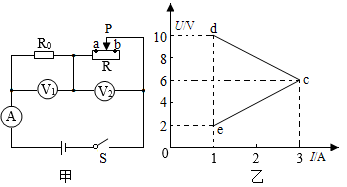 P
R₀ a b
R
V₁ V₂
A
S
甲
U/V
10 d
8
6 c
4
2 e
0 1 2 3 I/A
乙